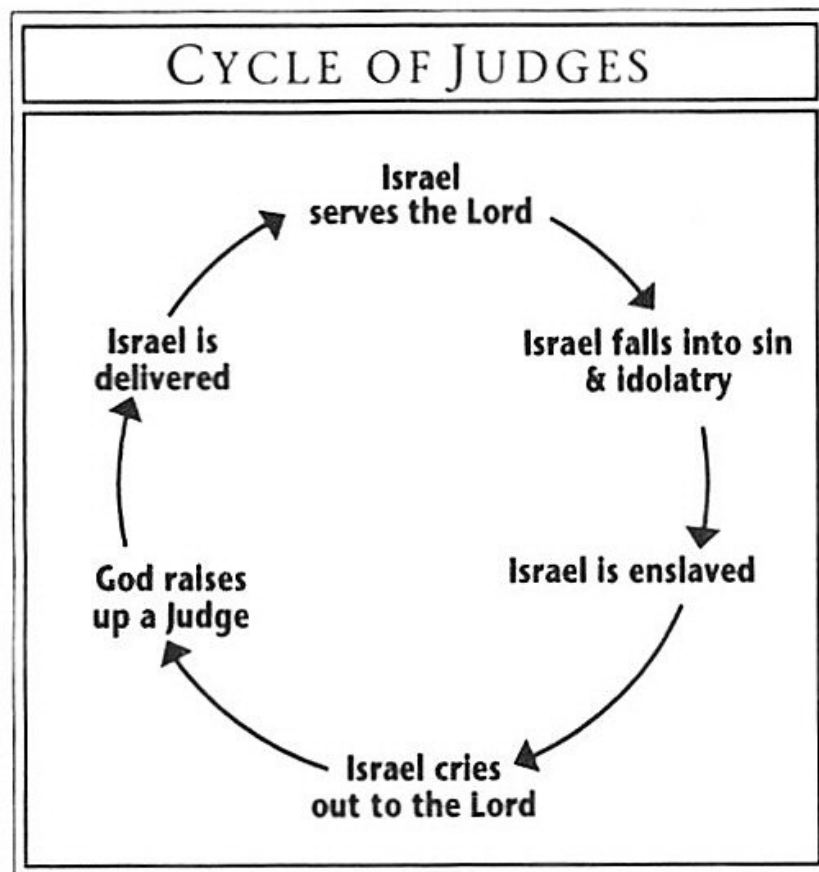 CYCLE OF JUDGES
Israel
serves the Lord
Israel falls into sin
& idolatry
Israel is enslaved
Israel cries
out to the Lord
God raises
up a Judge
Israel is
delivered